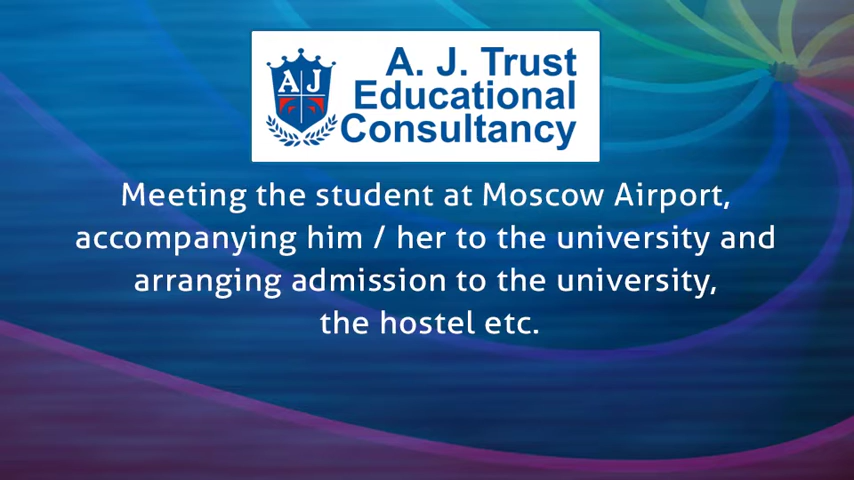 A J
A. J. Trust
Educational
Consultancy
Meeting the student at Moscow Airport,
accompanying him / her to the university and
arranging admission to the university,
the hostel etc.